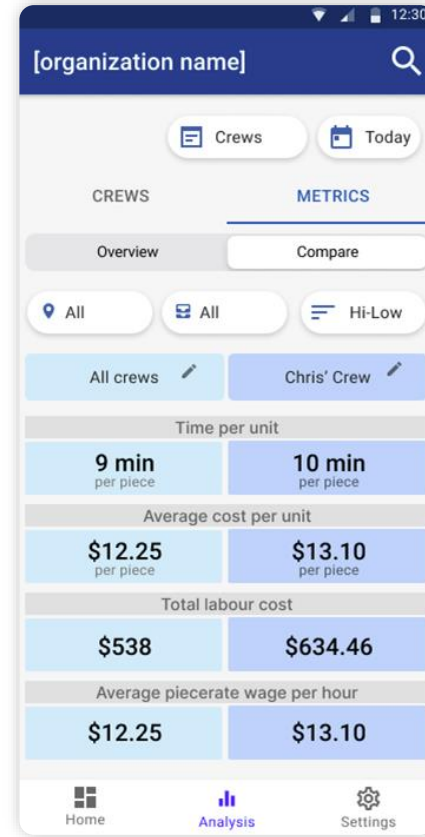 12:30
[organization name]
Crews Today
CREWS METRICS
Overview Compare
All All Hi-Low
All crews Chris' Crew
Time per unit
9 min 10 min
per piece per piece
Average cost per unit
$12.25 $13.10
per piece per piece
Total labour cost
$538 $634.46
Average piecerate wage per hour
$12.25 $13.10
Home Analysis Settings